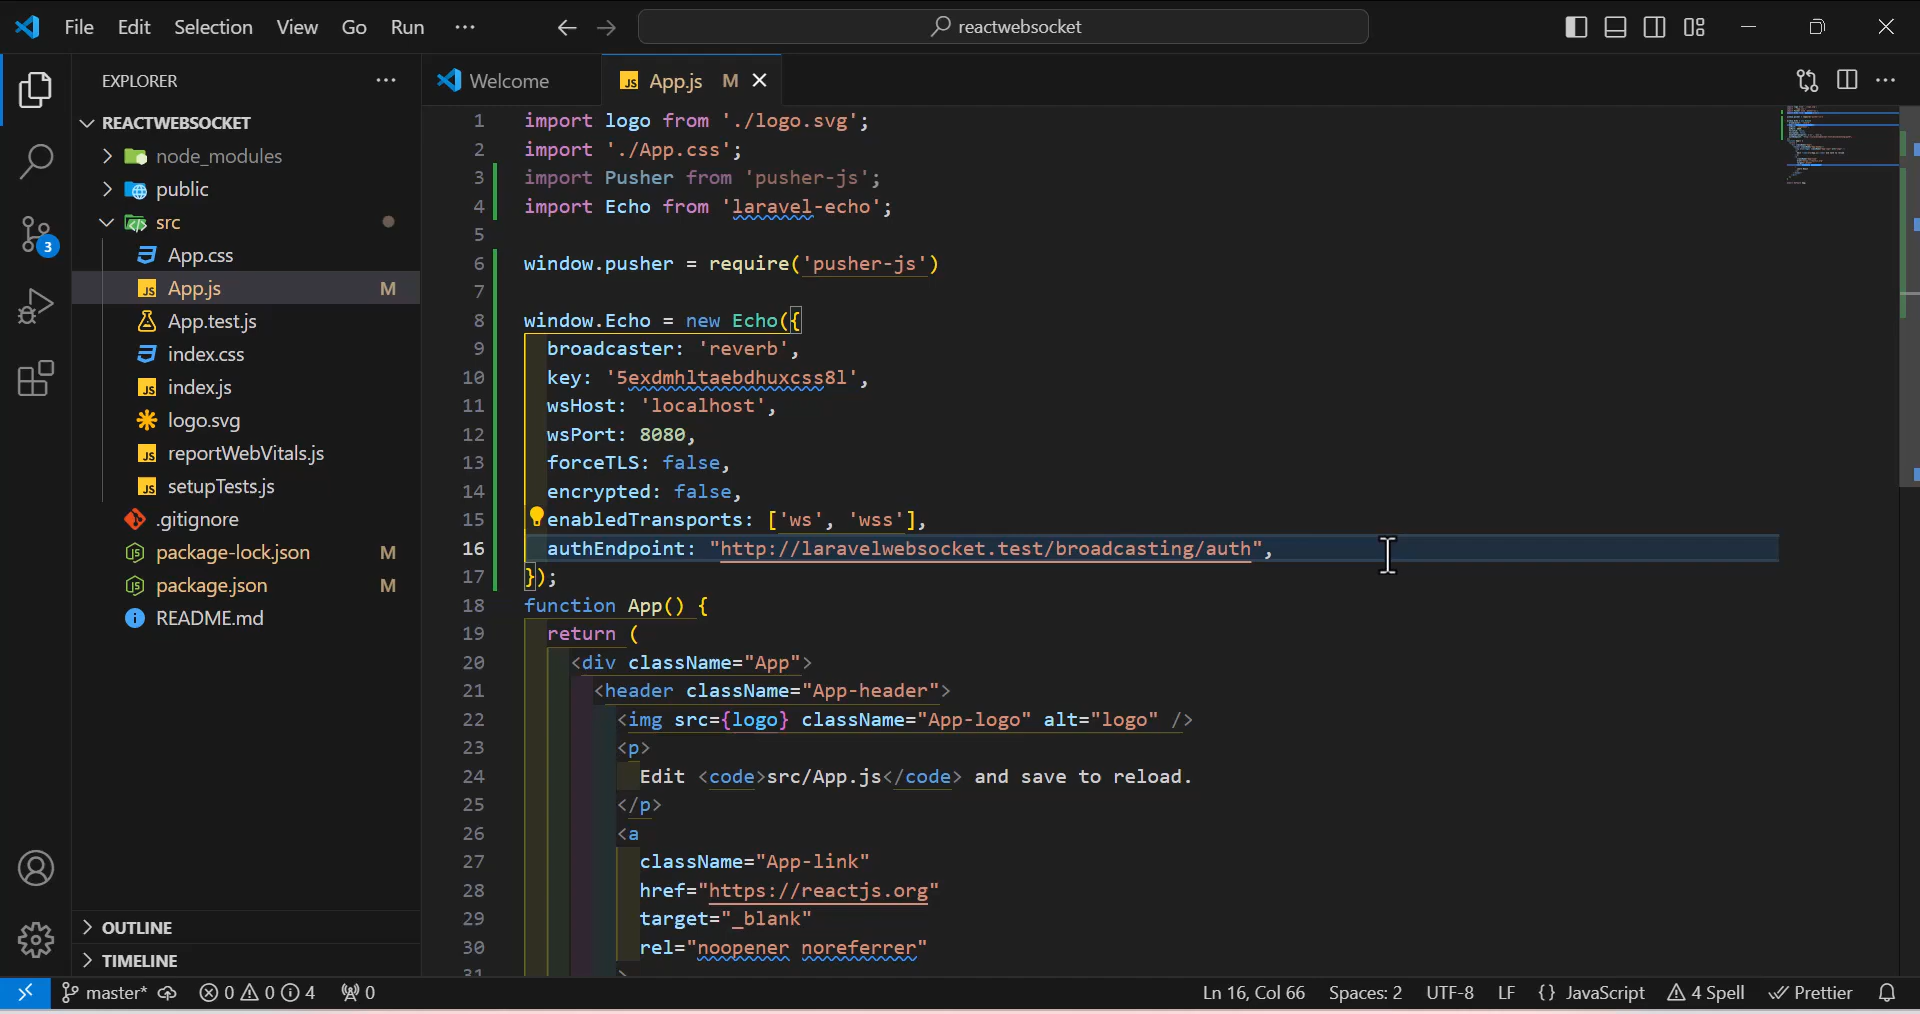 File Edit Selection View Go Run ··· reactwebsocket
EXPLORER
REACTWEBSOCKET
node_modules
public
src
App.css
App.js M
App.test.js
index.css
index.js
logo.svg
reportWebVitals.js
setupTests.js
.gitignore
package-lock.json M
package.json M
README.md
OUTLINE
TIMELINE
3
Welcome App.js M
1 import logo from './logo.svg';
2 import './App.css';
3 import Pusher from 'pusher-js';
4 import Echo from 'laravel-echo';
5
6 window.pusher = require('pusher-js')
7
8 window.Echo = new Echo({
9 broadcaster: 'reverb',
10 key: '5exdmhltaebdhuxcss8l',
11 wsHost: 'localhost',
12 wsPort: 8080,
13 forceTLS: false,
14 encrypted: false,
15 enabledTransports: ['ws', 'wss'],
16 authEndpoint: "http://laravelwebsocket.test/broadcasting/auth",
17 });
18 function App() {
19 return (
20 <div className="App">
21 <header className="App-header">
22 <img src={logo} className="App-logo" alt="logo" />
23 <p>
24 Edit <code>src/App.js</code> and save to reload.
25 </p>
26 <a
27 className="App-link"
28 href="https://reactjs.org"
29 target="_blank"
30 rel="noopener noreferrer"
31 >
master* 0 0 4 0 Ln 16, Col 66 Spaces: 2 UTF-8 LF {} JavaScript 4 Spell Prettier